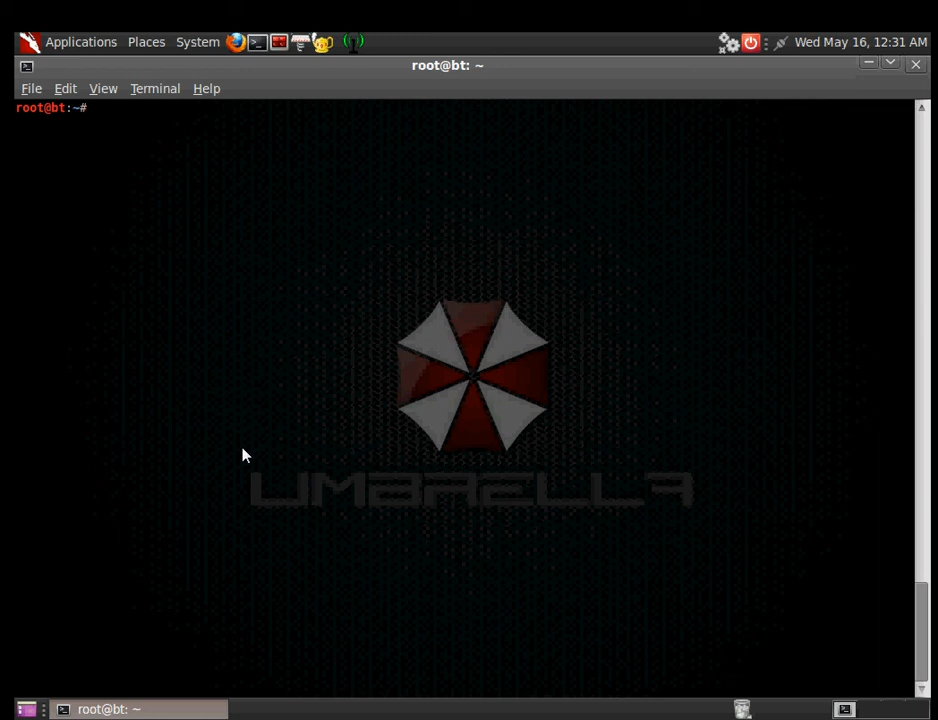 Applications Places System Wed May 16, 12:31 AM
root@bt: ~
File Edit View Terminal Help
root@bt:~#
UMBRELLA
root@bt: ~